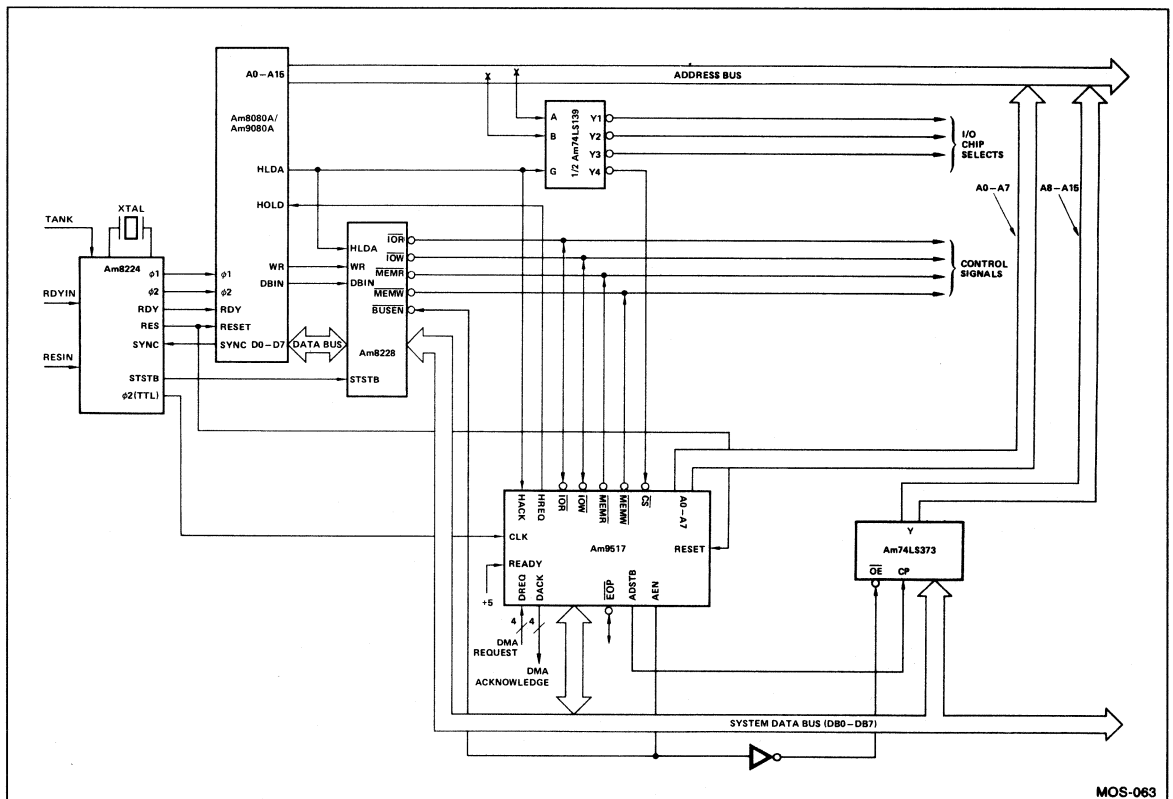 A0–A15
ADDRESS BUS
Am8080A/
Am9080A
A
B
G
1/2 Am74LS139
Y1
Y2
Y3
Y4
I/O
CHIP
SELECTS
HLDA
HOLD
A0–A7
A8–A15
XTAL
TANK
Am8224
RDYIN
RESIN
ϕ1
ϕ2
RDY
RES
SYNC
STSTB
ϕ2(TTL)
ϕ1
ϕ2
RDY
RESET
SYNC
WR
DBIN
D0–D7
DATA BUS
HLDA
WR
DBIN
STSTB
Am8228
IOR
IOW
MEMR
MEMW
BUSEN
CONTROL
SIGNALS
HACK
HREQ
IOR
IOW
MEMR
MEMW
CS
A0–A7
CLK
Am9517
RESET
READY
+5
DREQ
DACK
EOP
ADSTB
AEN
4
4
DMA
REQUEST
DMA
ACKNOWLEDGE
Y
Am74LS373
OE
CP
SYSTEM DATA BUS (DB0–DB7)
MOS-063